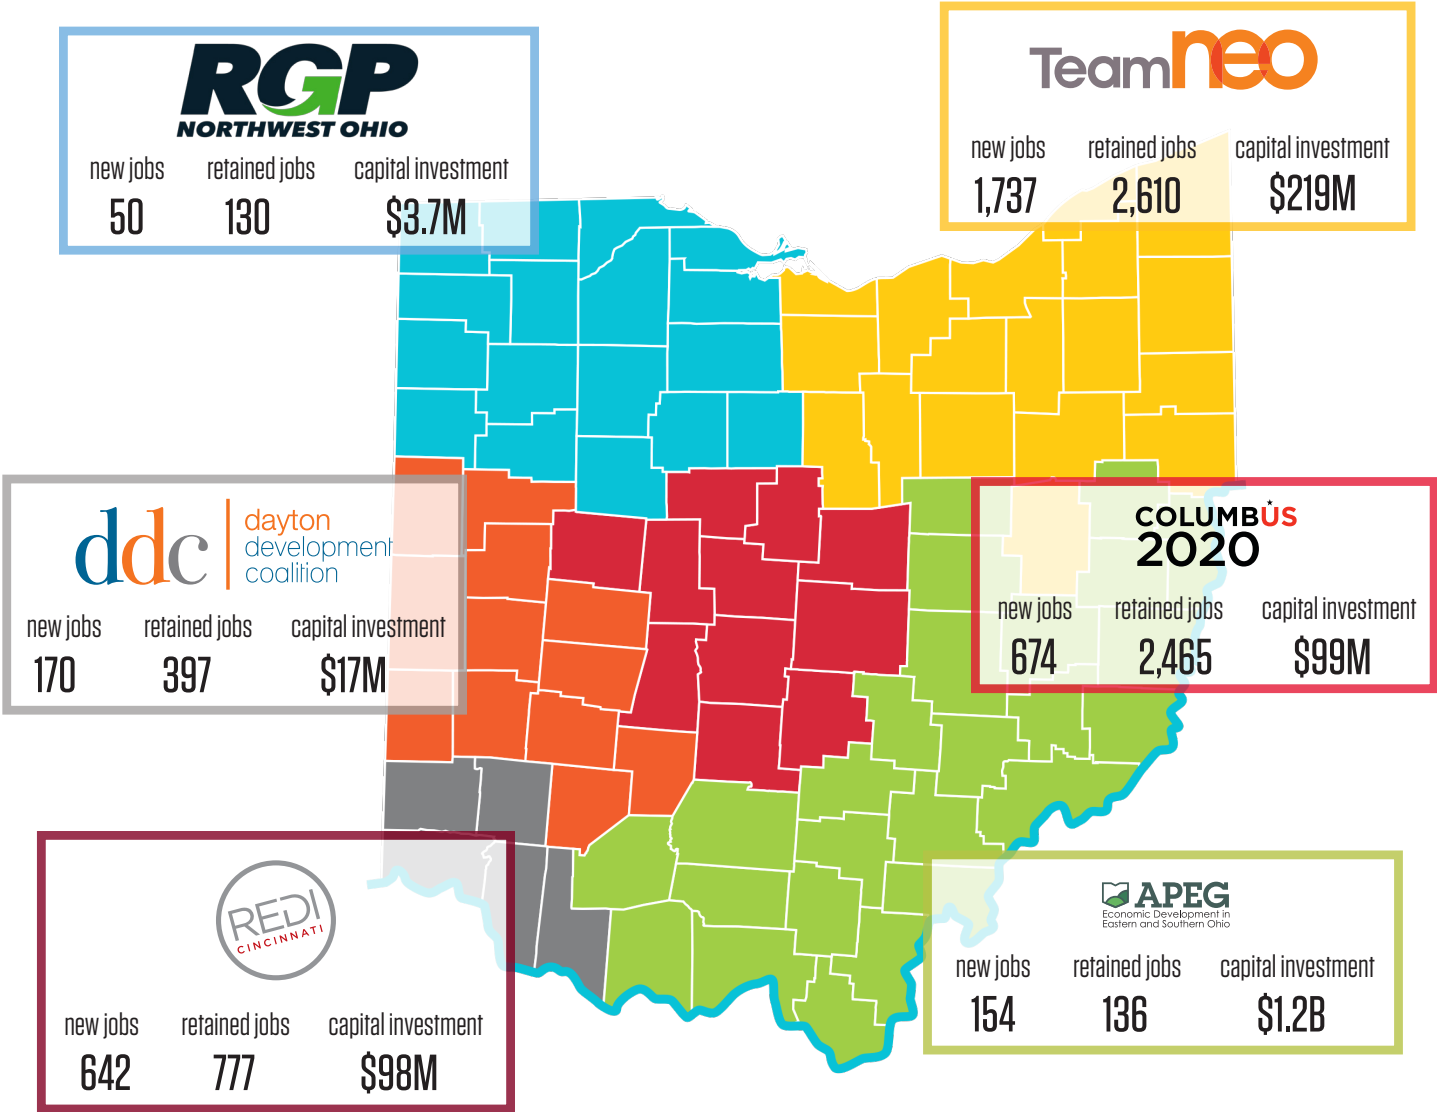 RGP
NORTHWEST OHIO
new jobs retained jobs capital investment
50 130 $3.7M
Teamneo
new jobs retained jobs capital investment
1,737 2,610 $219M
ddc dayton
development
coalition
new jobs retained jobs capital investment
170 397 $17M
COLUMBUS
2020
new jobs retained jobs capital investment
674 2,465 $99M
REDI
CINCINNATI
new jobs retained jobs capital investment
642 777 $98M
APEG
Economic Development in
Eastern and Southern Ohio
new jobs retained jobs capital investment
154 136 $1.2B